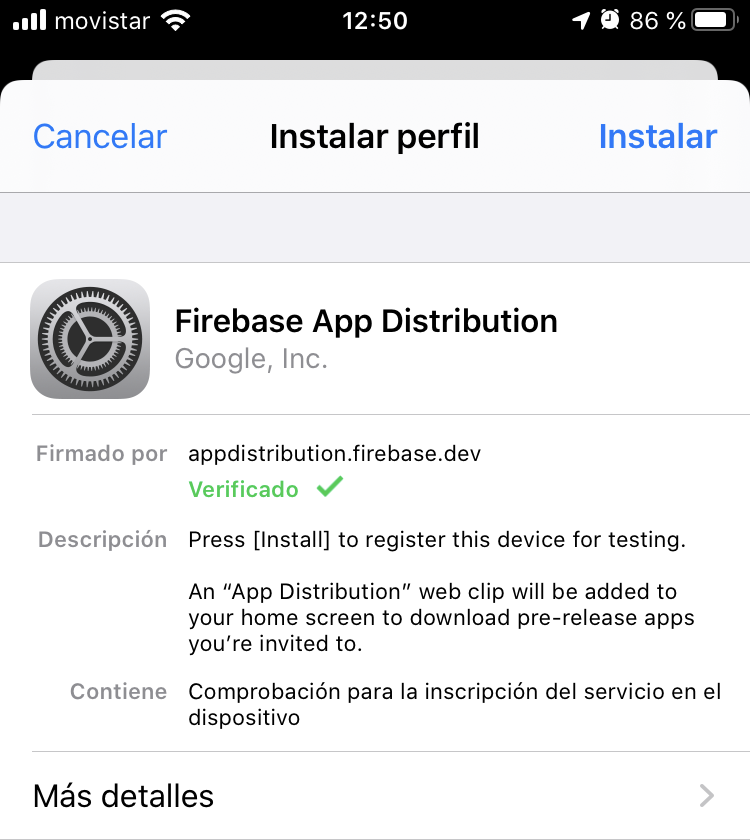 movistar 12:50 86 %
Cancelar Instalar perfil Instalar
Firebase App Distribution
Google, Inc.
Firmado por appdistribution.firebase.dev
Verificado
Descripción Press [Install] to register this device for testing.
An “App Distribution” web clip will be added to
your home screen to download pre-release apps
you’re invited to.
Contiene Comprobación para la inscripción del servicio en el
dispositivo
Más detalles